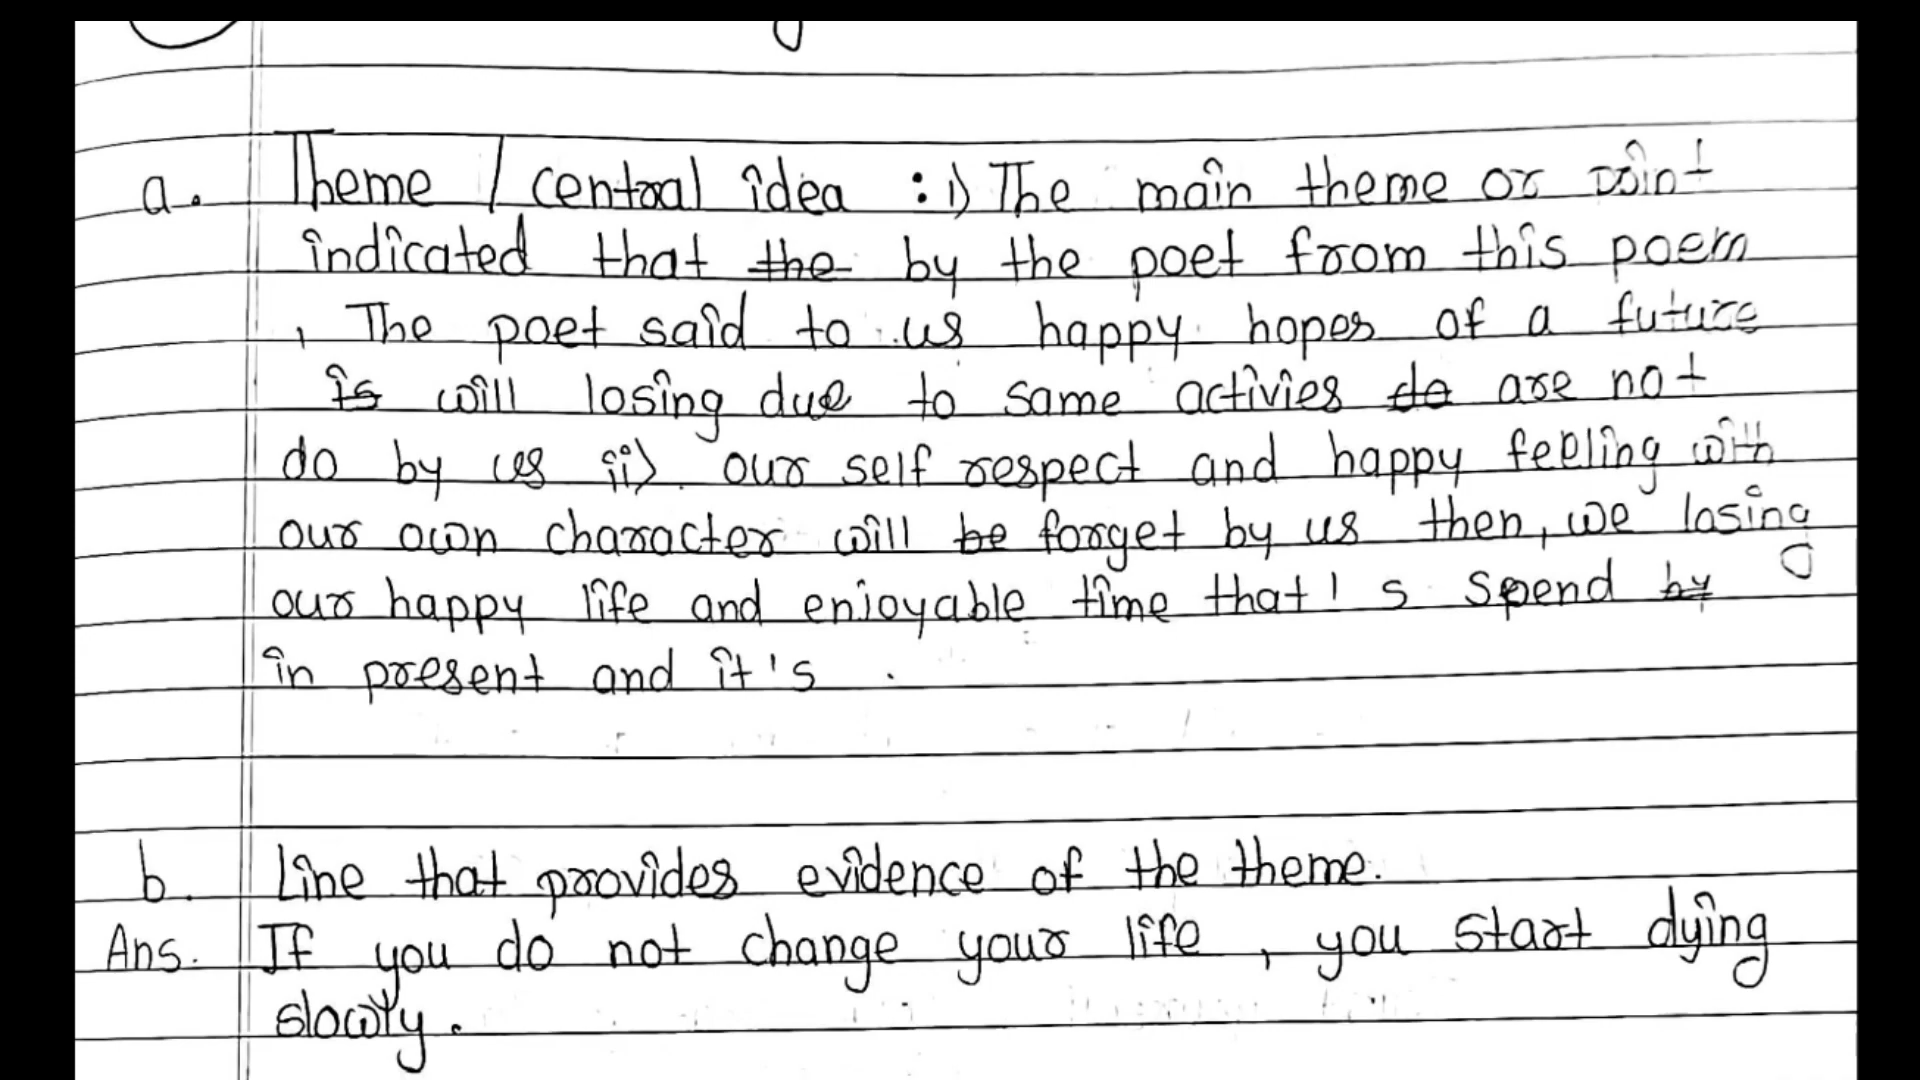 a. Theme / central idea : i) The main theme or point
indicated that the by the poet from this poem
, The poet said to us happy hopes of a future
is will losing due to same activies do are not
do by us ii) our self respect and happy feeling with
our own character will be forget by us then, we losing
our happy life and enjoyable time that's spend by
in present and it's .
b. Line that provides evidence of the theme.
Ans. If you do not change your life, you start dying
slowly.